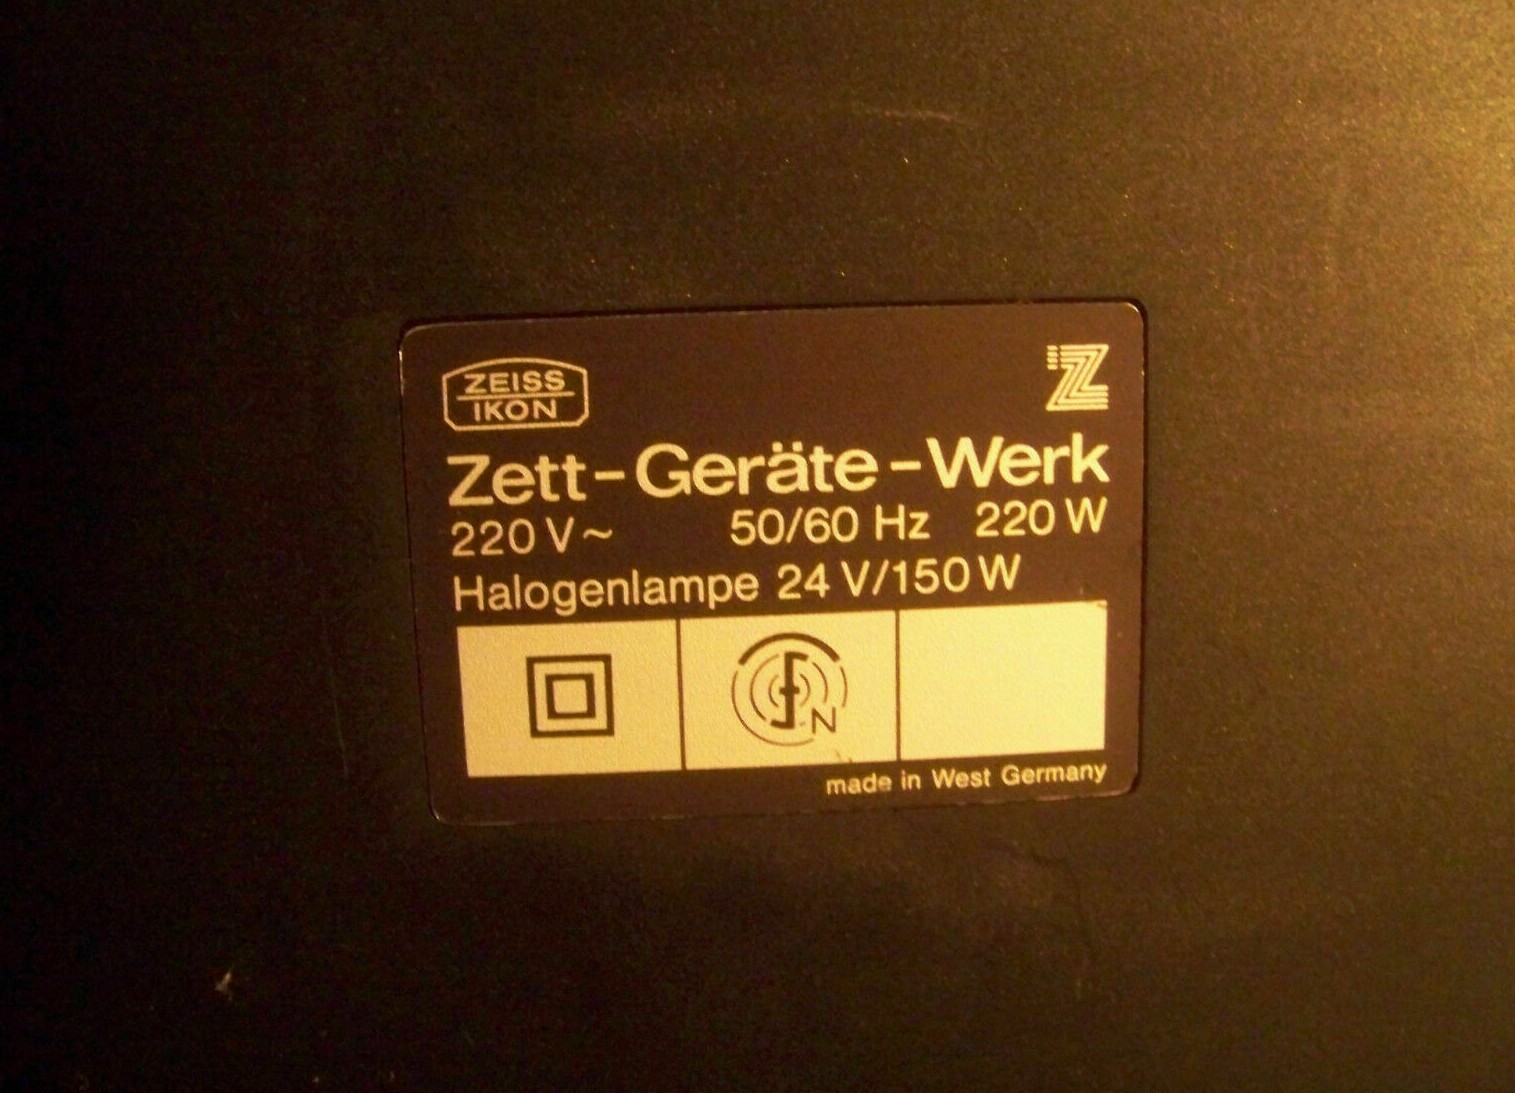 ZEISS
IKON
Z
Zett-Geräte-Werk
220 V~ 50/60 Hz 220 W
Halogenlampe 24 V/150 W
N
made in West Germany